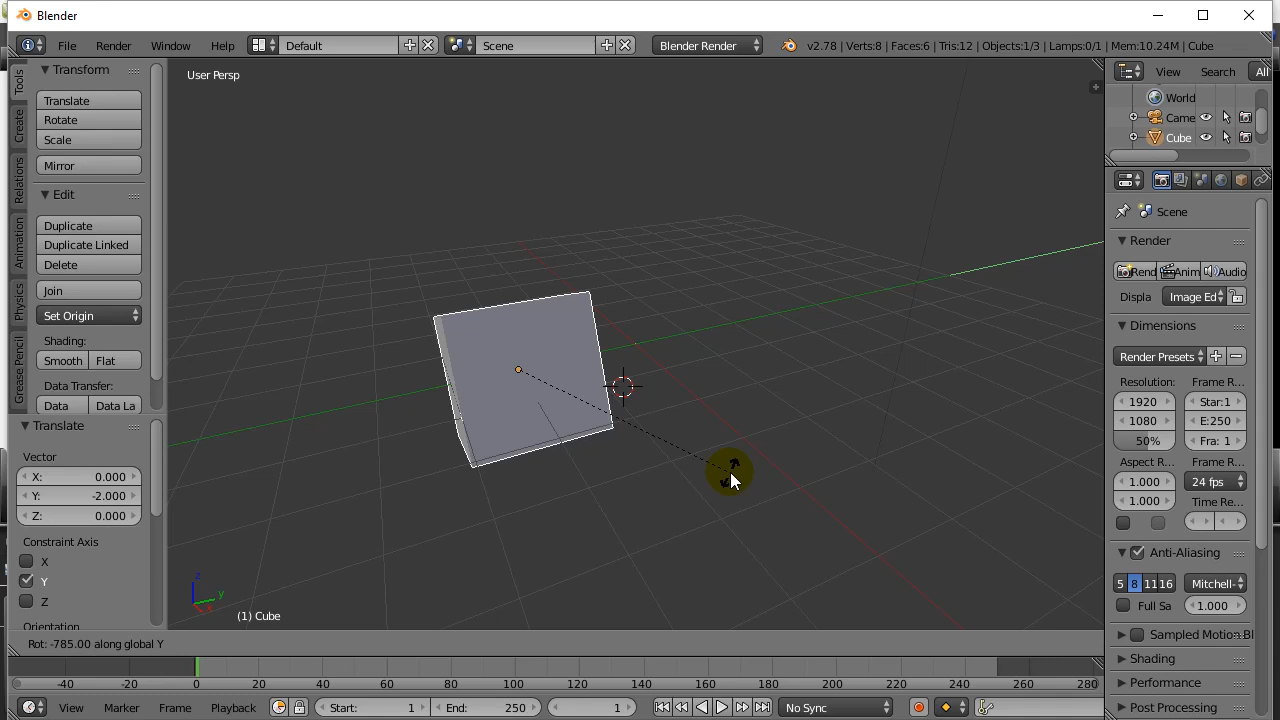 Blender
File Render Window Help Default Scene Blender Render v2.78 | Verts:8 | Faces:6 | Tris:12 | Objects:1/3 | Lamps:0/1 | Mem:10.24M | Cube
Tools
Create
Relations
Animation
Physics
Grease Pencil
Transform
Translate
Rotate
Scale
Mirror
Edit
Duplicate
Duplicate Linked
Delete
Join
Set Origin
Shading:
Smooth Flat
Data Transfer:
Data Data La
Translate
Vector
X: 0.000
Y: -2.000
Z: 0.000
Constraint Axis
X
Y
Z
Orientation
User Persp
z
y
x
(1) Cube
Rot: -785.00 along global Y
View Search All
World
Came
Cube
Scene
Render
Rend Anim Audio
Displa Image Ed
Dimensions
Render Presets
Resolution: Frame R...
1920 Star:1
1080 E:250
50% Fra: 1
Aspect R... Frame R...
1.000 24 fps
1.000 Time Re...
Anti-Aliasing
5 8 11 16 Mitchell-
Full Sa 1.000
Sampled Motion Bl
Shading
Performance
Post Processing
-40 -20 0 20 40 60 80 100 120 140 160 180 200 220 240 260 280
View Marker Frame Playback Start: 1 End: 250 1 No Sync